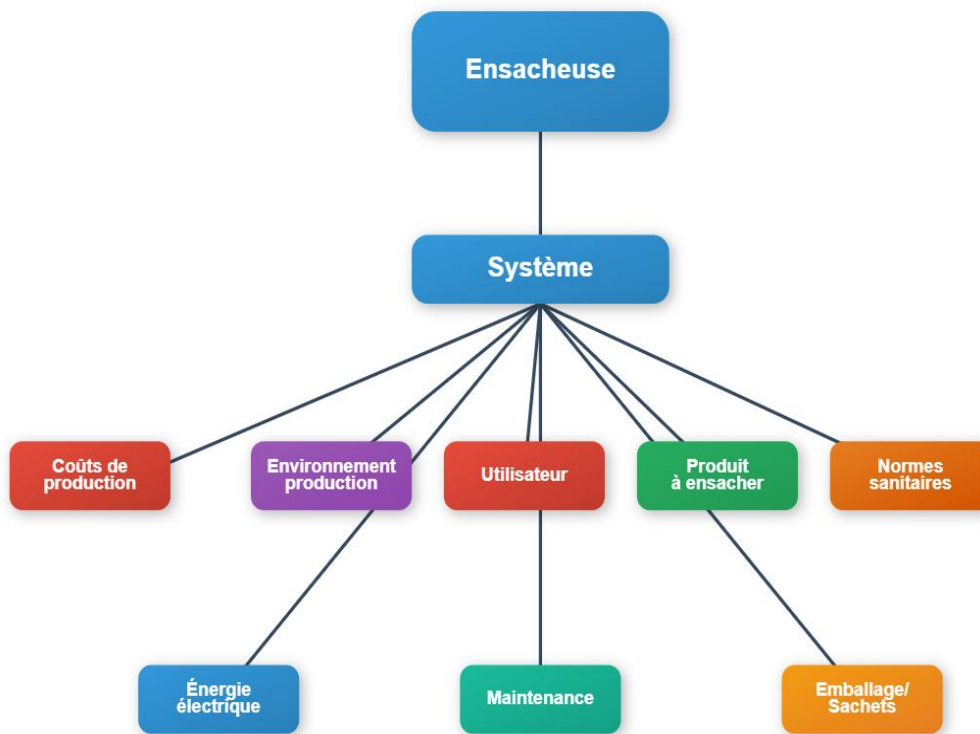 Ensacheuse
Système
Coûts de
production
Environnement
production
Utilisateur
Produit
à ensacher
Normes
sanitaires
Énergie
électrique
Maintenance
Emballage/
Sachets